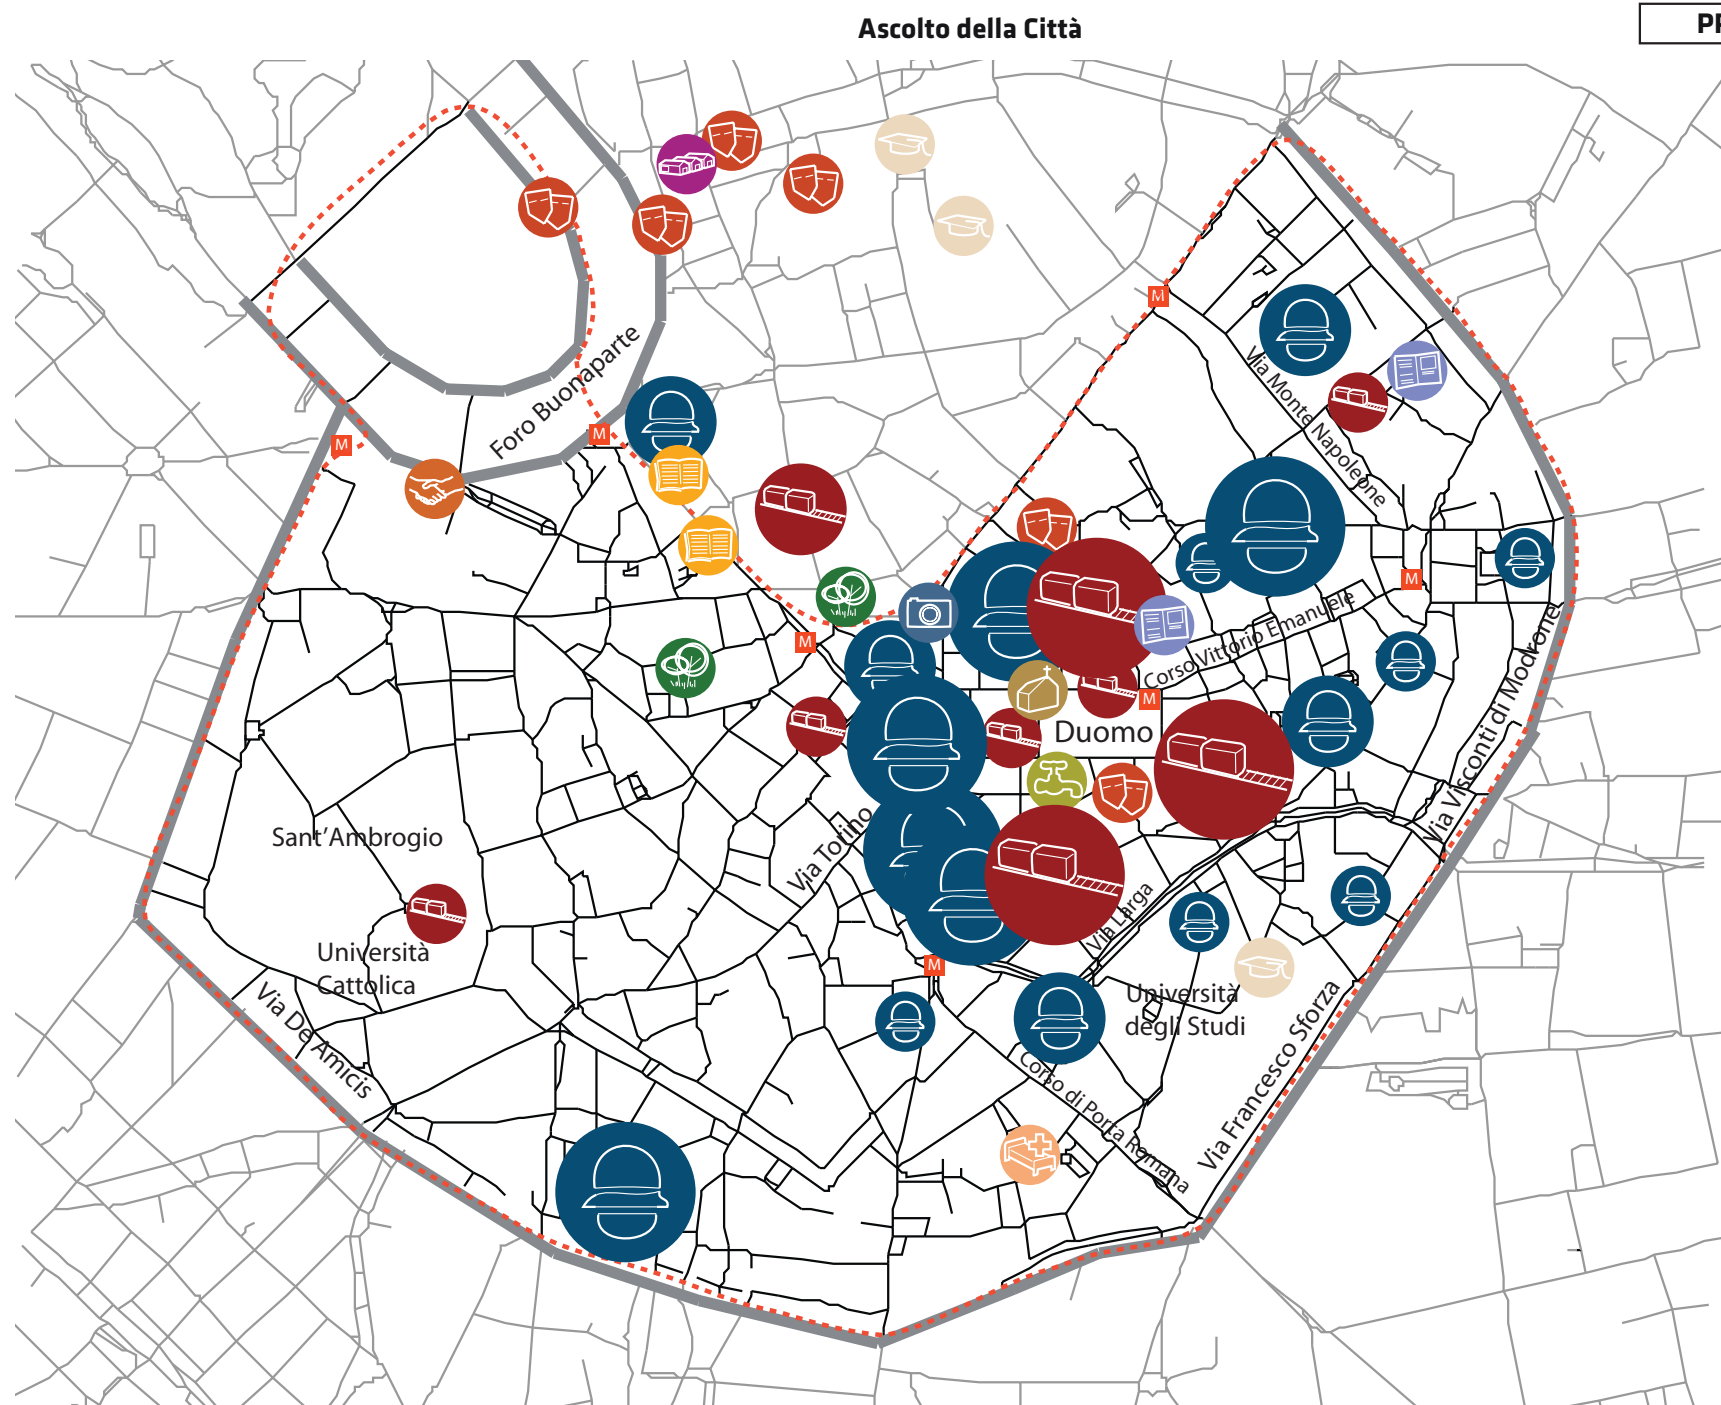 Ascolto della Città
PF
M
Foro Buonaparte
Via Monte Napoleone
M
M
M
M
Corso Vittorio Emanuele
M
Duomo
Via Visconti di Modrone
Sant'Ambrogio
Via Torino
Via Larga
Università
Cattolica
M
Università
degli Studi
Via De Amicis
Corso di Porta Romana
Via Francesco Sforza